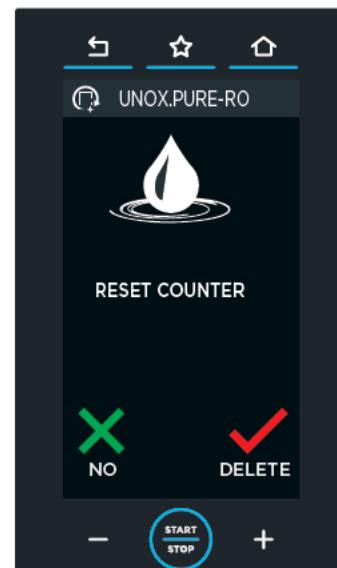 UNOX.PURE-RO
RESET COUNTER
NO
DELETE
START
STOP